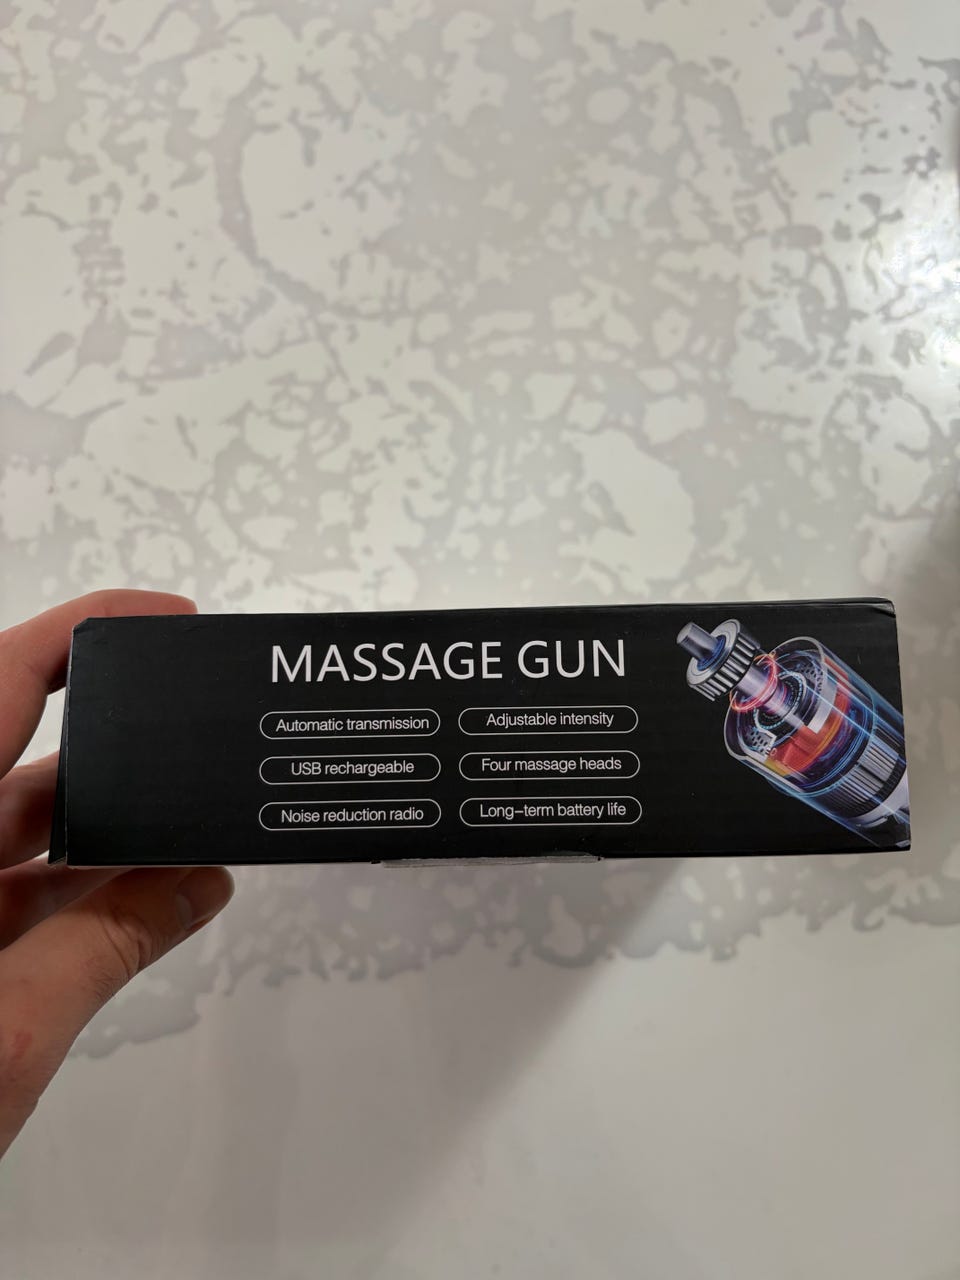 MASSAGE GUN
Automatic transmission
Adjustable intensity
USB rechargeable
Four massage heads
Noise reduction radio
Long-term battery life